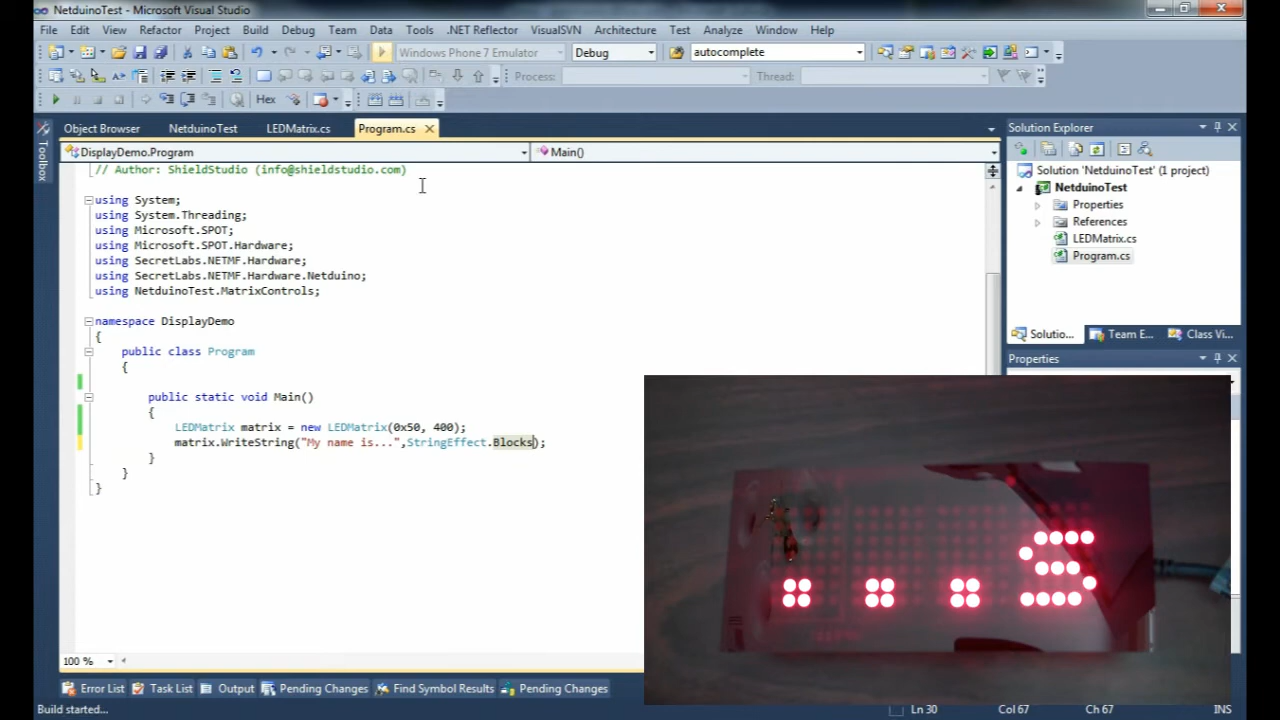 NetduinoTest - Microsoft Visual Studio
File Edit View Refactor Project Build Debug Team Data Tools .NET Reflector VisualSVN Architecture Test Analyze Window Help
Windows Phone 7 Emulator Debug autocomplete
Process: Thread:
Hex
Object Browser NetduinoTest LEDMatrix.cs Program.cs
DisplayDemo.Program Main()
Toolbox
// Author: ShieldStudio (info@shieldstudio.com)
using System;
using System.Threading;
using Microsoft.SPOT;
using Microsoft.SPOT.Hardware;
using SecretLabs.NETMF.Hardware;
using SecretLabs.NETMF.Hardware.Netduino;
using NetduinoTest.MatrixControls;
namespace DisplayDemo
{
public class Program
{
public static void Main()
{
LEDMatrix matrix = new LEDMatrix(0x50, 400);
matrix.WriteString("My name is...",StringEffect.Blocks);
}
}
}
100 %
Solution Explorer
Solution 'NetduinoTest' (1 project)
NetduinoTest
Properties
References
LEDMatrix.cs
Program.cs
Solutio... Team E... Class Vi...
Properties
. . . S
Error List Task List Output Pending Changes Find Symbol Results Pending Changes
Build started... Ln 30 Col 67 Ch 67 INS